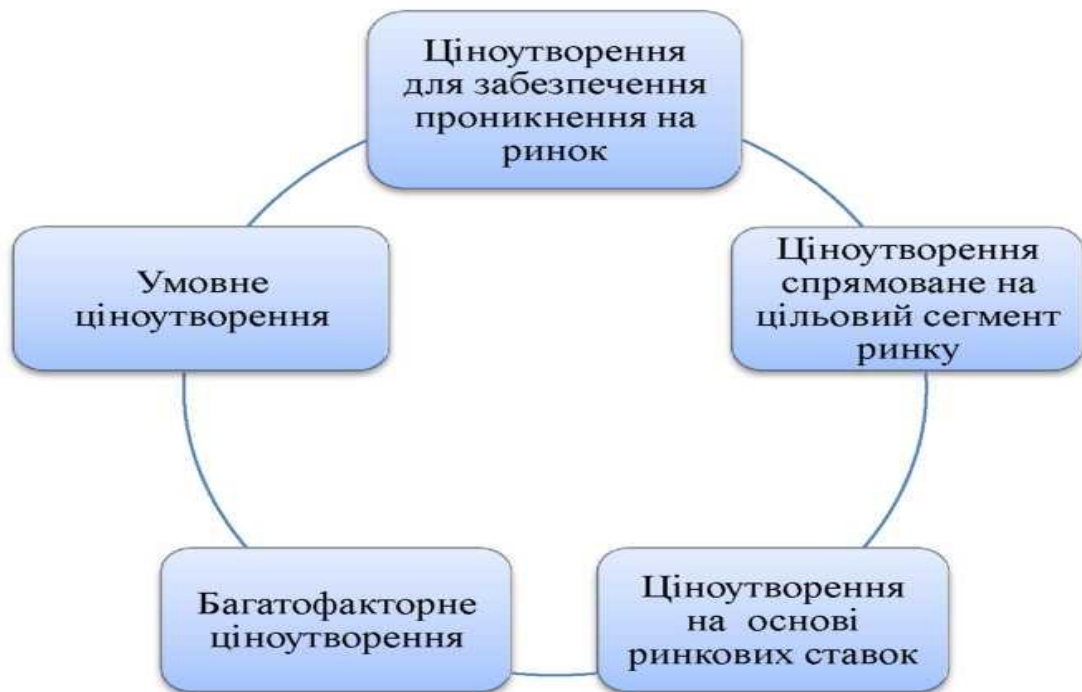 Ціноутворення
для забезпечення
проникнення на
ринок
Ціноутворення
спрямоване на
цільовий сегмент
ринку
Ціноутворення
на основі
ринкових ставок
Багатофакторне
ціноутворення
Умовне
ціноутворення